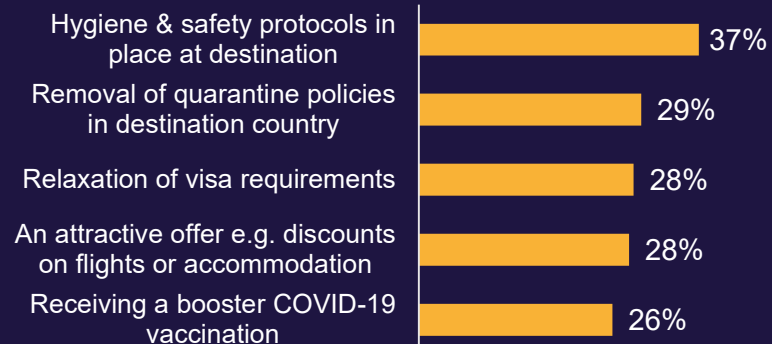 Hygiene & safety protocols in
place at destination
37%
Removal of quarantine policies
in destination country
29%
Relaxation of visa requirements
28%
An attractive offer e.g. discounts
on flights or accommodation
28%
Receiving a booster COVID-19
vaccination
26%